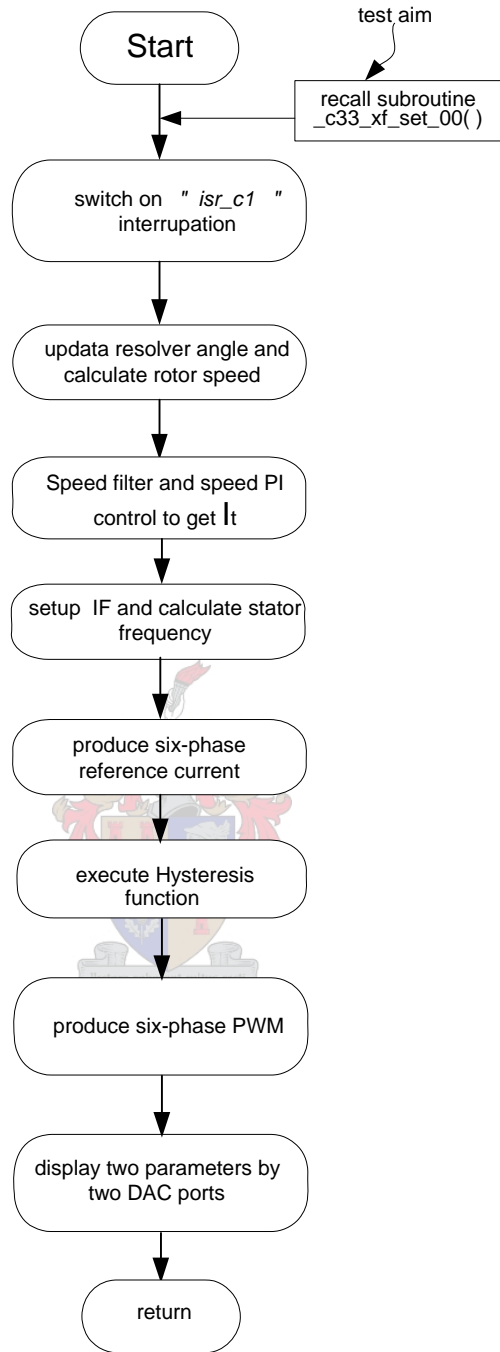 Start
test aim
recall subroutine
_c33_xf_set_00( )
switch on " isr_c1 "
interrupation
updata resolver angle and
calculate rotor speed
Speed filter and speed PI
control to get It
setup IF and calculate stator
frequency
produce six-phase
reference current
execute Hysteresis
function
produce six-phase PWM
display two parameters by
two DAC ports
return